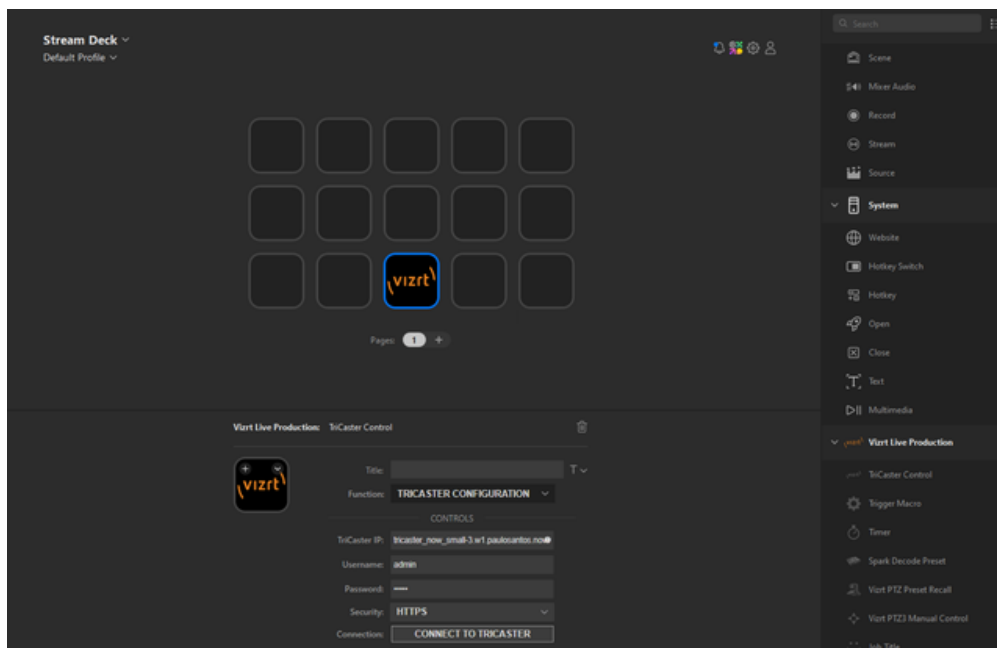 Stream Deck
Default Profile
vizrt
Pages: 1 +
Vizrt Live Production: TriCaster Control
vizrt
Title:
T
Function: TRICASTER CONFIGURATION
CONTROLS
TriCaster IP: tricaster_now_small-3.w1.paulosantos.now
Username: admin
Password:
Security: HTTPS
Connection: CONNECT TO TRICASTER
Search
Scene
Mixer Audio
Record
Stream
Source
System
Website
Hotkey Switch
Hotkey
Open
Close
Text
Multimedia
vizrt Vizrt Live Production
TriCaster Control
Trigger Macro
Timer
Spark Decode Preset
Vizrt PTZ Preset Recall
Vizrt PTZ3 Manual Control
Job Title